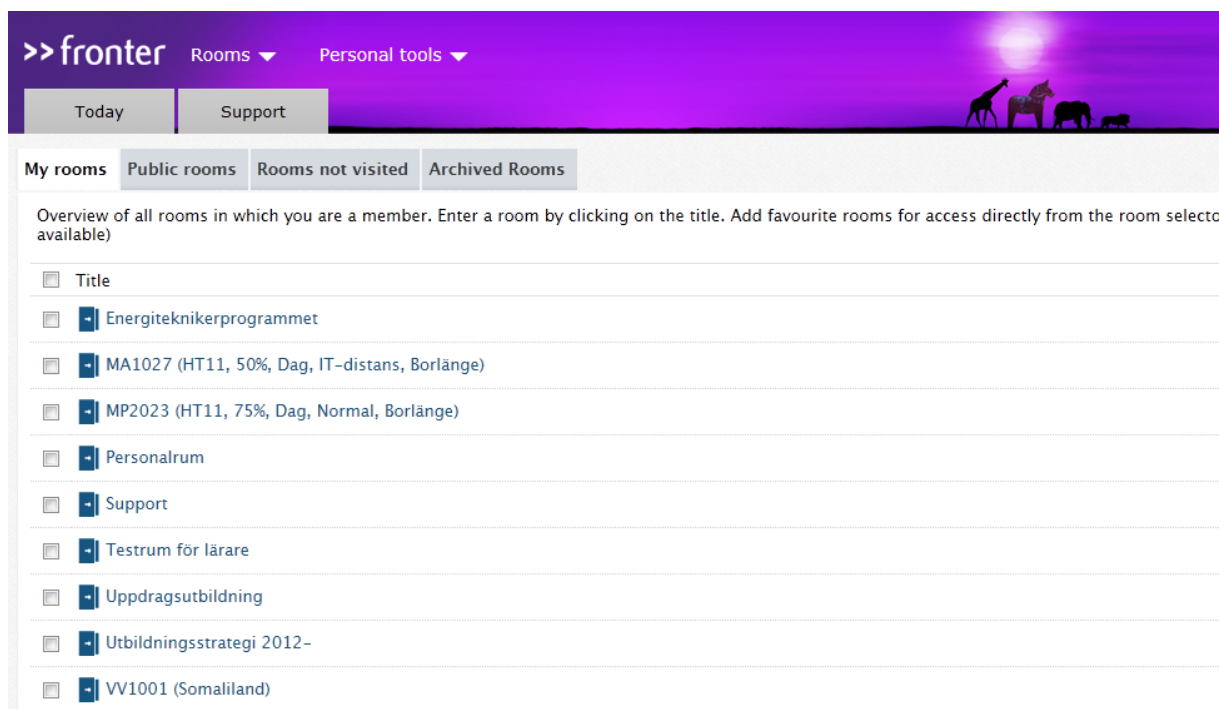 >>fronter Rooms Personal tools
Today Support
My rooms Public rooms Rooms not visited Archived Rooms
Overview of all rooms in which you are a member. Enter a room by clicking on the title. Add favourite rooms for access directly from the room selecto
available)
Title
Energiteknikerprogrammet
MA1027 (HT11, 50%, Dag, IT-distans, Borlänge)
MP2023 (HT11, 75%, Dag, Normal, Borlänge)
Personalrum
Support
Testrum för lärare
Uppdragsutbildning
Utbildningsstrategi 2012-
VV1001 (Somaliland)